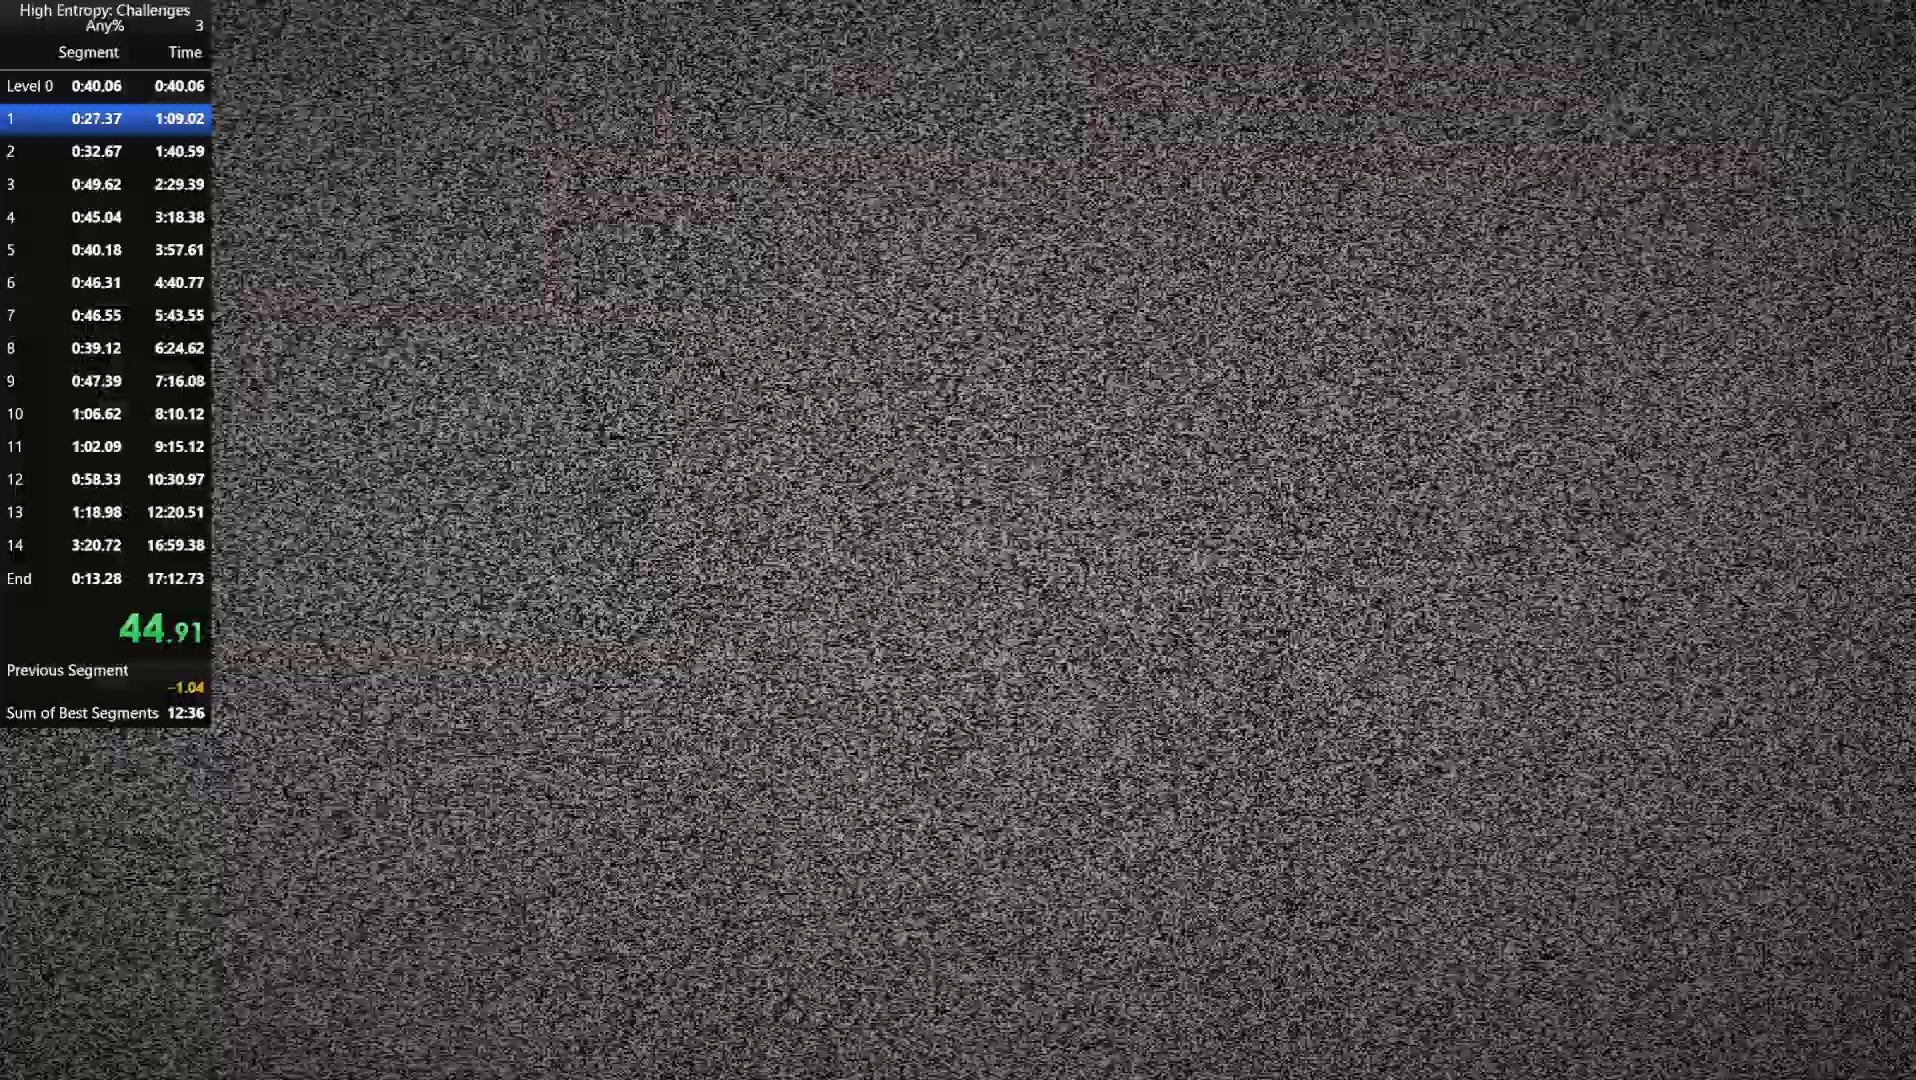 High Entropy: Challenges
Any% 3
Segment Time
Level 0 0:40.06 0:40.06
1 0:27.37 1:09.02
2 0:32.67 1:40.59
3 0:49.62 2:29.39
4 0:45.04 3:18.38
5 0:40.18 3:57.61
6 0:46.31 4:40.77
7 0:46.55 5:43.55
8 0:39.12 6:24.62
9 0:47.39 7:16.08
10 1:06.62 8:10.12
11 1:02.09 9:15.12
12 0:58.33 10:30.97
13 1:18.98 12:20.51
14 3:20.72 16:59.38
End 0:13.28 17:12.73
44.91
Previous Segment
−1.04
Sum of Best Segments 12:36